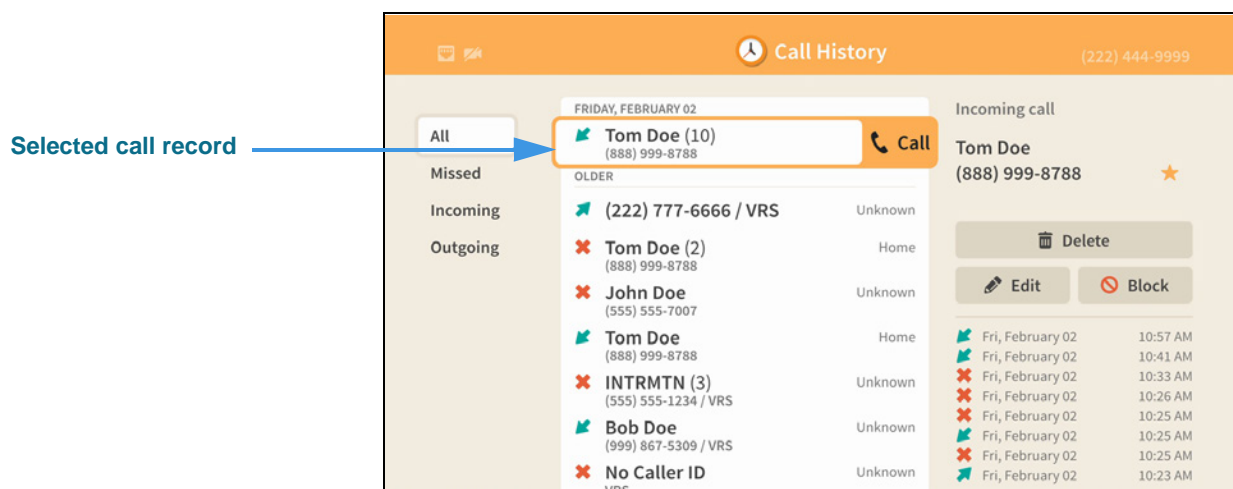 Call History
(222) 444-9999
Selected call record
All
Missed
Incoming
Outgoing
FRIDAY, FEBRUARY 02
Tom Doe (10)
(888) 999-8788
Call
OLDER
(222) 777-6666 / VRS Unknown
Tom Doe (2) Home
(888) 999-8788
John Doe Unknown
(555) 555-7007
Tom Doe Home
(888) 999-8788
INTRMTN (3) Unknown
(555) 555-1234 / VRS
Bob Doe Unknown
(999) 867-5309 / VRS
No Caller ID Unknown
VRS
Incoming call
Tom Doe
(888) 999-8788
Delete
Edit
Block
Fri, February 02 10:57 AM
Fri, February 02 10:41 AM
Fri, February 02 10:33 AM
Fri, February 02 10:26 AM
Fri, February 02 10:25 AM
Fri, February 02 10:25 AM
Fri, February 02 10:25 AM
Fri, February 02 10:23 AM